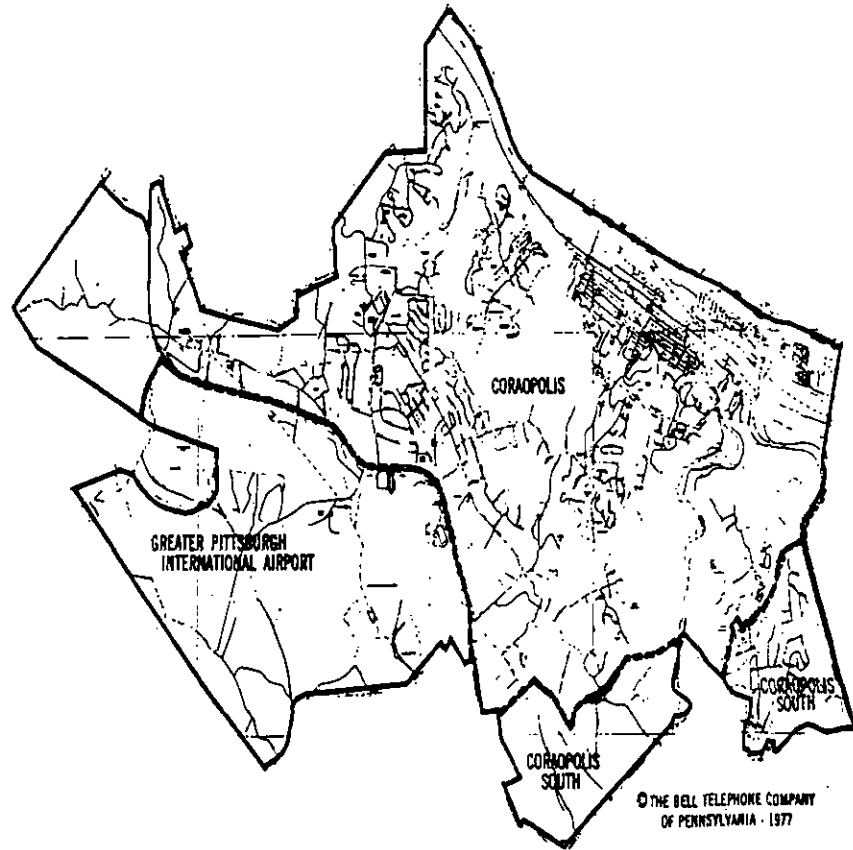 CORAOPOLIS
GREATER PITTSBURGH
INTERNATIONAL AIRPORT
CORAOPOLIS
SOUTH
CORAOPOLIS
SOUTH
© THE BELL TELEPHONE COMPANY
OF PENNSYLVANIA - 1977